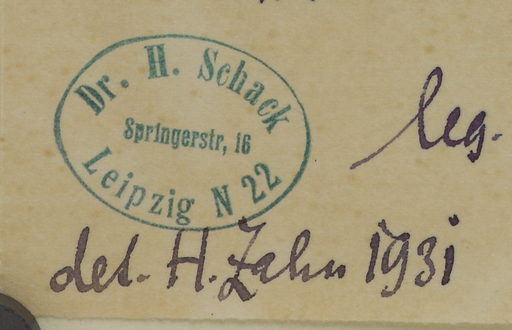 Dr. H. Schack
Springerstr, 16
Leipzig N 22
leg.
det. H. Zahn 1931